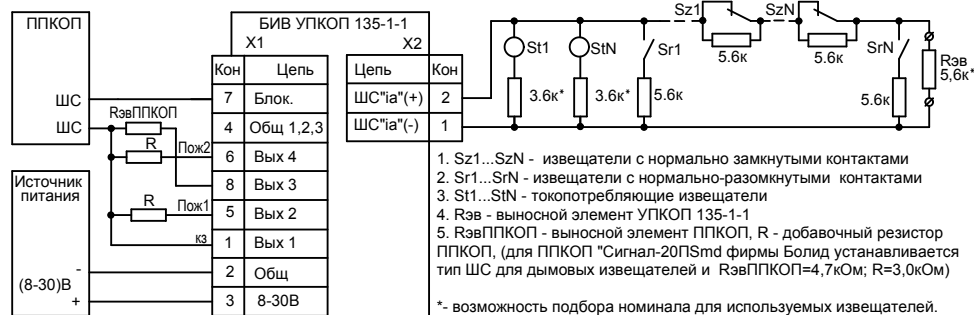 ППКОП
БИВ УПКОП 135-1-1
X1
X2
Кон
Цепь
Цепь
Кон
ШС
7
Блок.
ШС"ia"(+)
2
ШС
RэвППКОП
4
Общ 1,2,3
ШС"ia"(-)
1
R
Пож2
6
Вых 4
8
Вых 3
Источник
питания
R
Пож1
5
Вых 2
кз
1
Вых 1
-
2
Общ
(8-30)В
+
3
8-30В
St1
StN
Sr1
Sz1
SzN
SrN
Rэв
5,6к*
5.6к
5.6к
3.6к*
3.6к*
5.6к
5.6к
1. Sz1...SzN - извещатели с нормально замкнутыми контактами
2. Sr1...SrN - извещатели с нормально-разомкнутыми контактами
3. St1...StN - токопотребляющие извещатели
4. Rэв - выносной элемент УПКОП 135-1-1
5. RэвППКОП - выносной элемент ППКОП, R - добавочный резистор
ППКОП, (для ППКОП "Сигнал-20ПSmd фирмы Болид устанавливается
тип ШС для дымовых извещателей и RэвППКОП=4,7кОм; R=3,0кОм)
*- возможность подбора номинала для используемых извещателей.